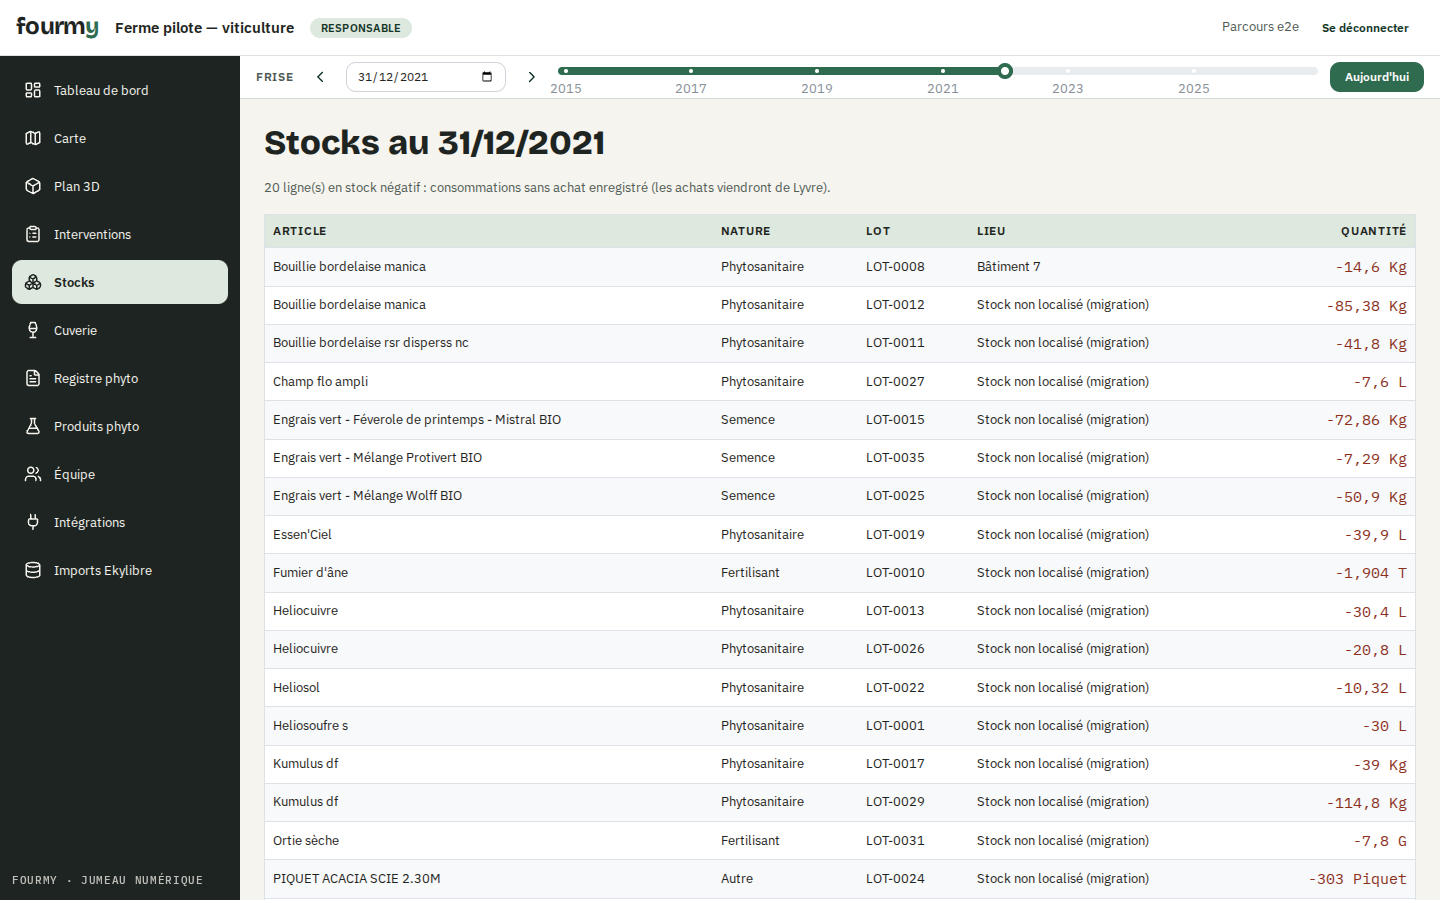 fourmy Ferme pilote — viticulture RESPONSABLE Parcours e2e Se déconnecter
FRISE 31/12/2021 2015 2017 2019 2021 2023 2025 Aujourd'hui
Tableau de bord
Carte
Plan 3D
Interventions
Stocks
Cuverie
Registre phyto
Produits phyto
Équipe
Intégrations
Imports Ekylibre
FOURMY · JUMEAU NUMÉRIQUE
Stocks au 31/12/2021
20 ligne(s) en stock négatif : consommations sans achat enregistré (les achats viendront de Lyvre).
ARTICLE NATURE LOT LIEU QUANTITÉ
Bouillie bordelaise manica Phytosanitaire LOT-0008 Bâtiment 7 -14,6 Kg
Bouillie bordelaise manica Phytosanitaire LOT-0012 Stock non localisé (migration) -85,38 Kg
Bouillie bordelaise rsr disperss nc Phytosanitaire LOT-0011 Stock non localisé (migration) -41,8 Kg
Champ flo ampli Phytosanitaire LOT-0027 Stock non localisé (migration) -7,6 L
Engrais vert - Féverole de printemps - Mistral BIO Semence LOT-0015 Stock non localisé (migration) -72,86 Kg
Engrais vert - Mélange Protivert BIO Semence LOT-0035 Stock non localisé (migration) -7,29 Kg
Engrais vert - Mélange Wolff BIO Semence LOT-0025 Stock non localisé (migration) -50,9 Kg
Essen'Ciel Phytosanitaire LOT-0019 Stock non localisé (migration) -39,9 L
Fumier d'âne Fertilisant LOT-0010 Stock non localisé (migration) -1,904 T
Heliocuivre Phytosanitaire LOT-0013 Stock non localisé (migration) -30,4 L
Heliocuivre Phytosanitaire LOT-0026 Stock non localisé (migration) -20,8 L
Heliosol Phytosanitaire LOT-0022 Stock non localisé (migration) -10,32 L
Heliosoufre s Phytosanitaire LOT-0001 Stock non localisé (migration) -30 L
Kumulus df Phytosanitaire LOT-0017 Stock non localisé (migration) -39 Kg
Kumulus df Phytosanitaire LOT-0029 Stock non localisé (migration) -114,8 Kg
Ortie sèche Fertilisant LOT-0031 Stock non localisé (migration) -7,8 G
PIQUET ACACIA SCIE 2.30M Autre LOT-0024 Stock non localisé (migration) -303 Piquet